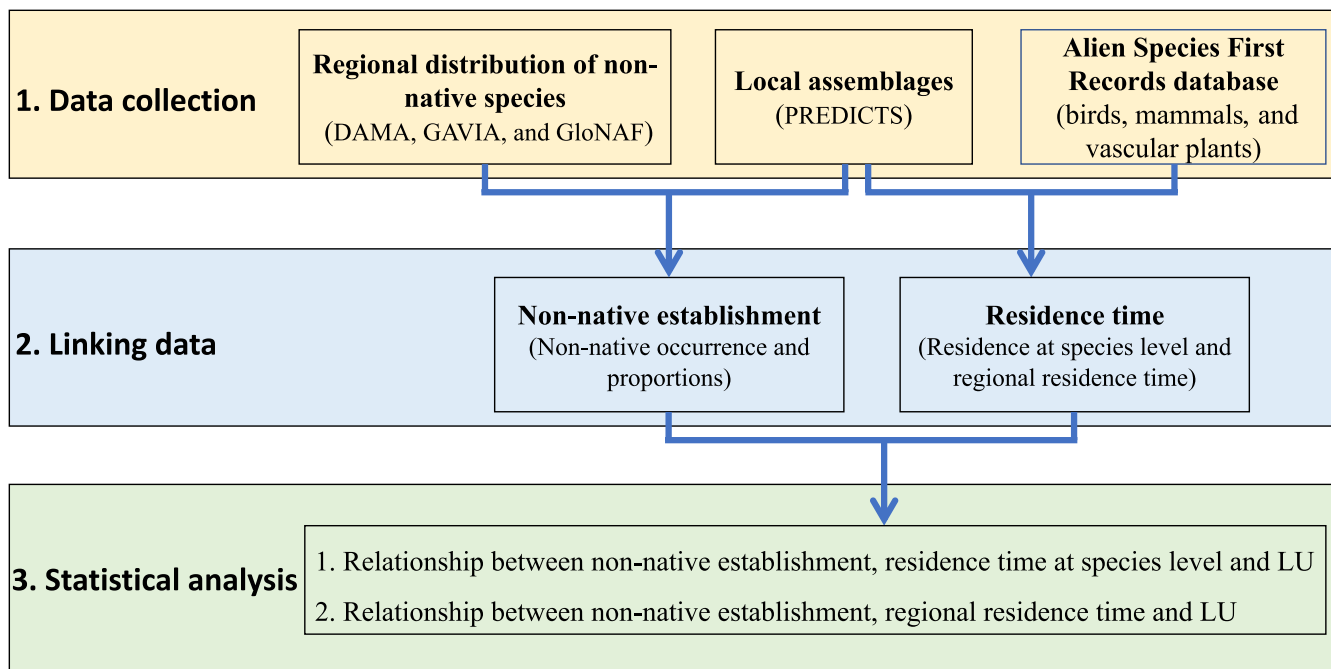 1. Data collection
Regional distribution of non-
native species
(DAMA, GAVIA, and GloNAF)
Local assemblages
(PREDICTS)
Alien Species First
Records database
(birds, mammals, and
vascular plants)
2. Linking data
Non-native establishment
(Non-native occurrence and
proportions)
Residence time
(Residence at species level and
regional residence time)
3. Statistical analysis
1. Relationship between non-native establishment, residence time at species level and LU
2. Relationship between non-native establishment, regional residence time and LU